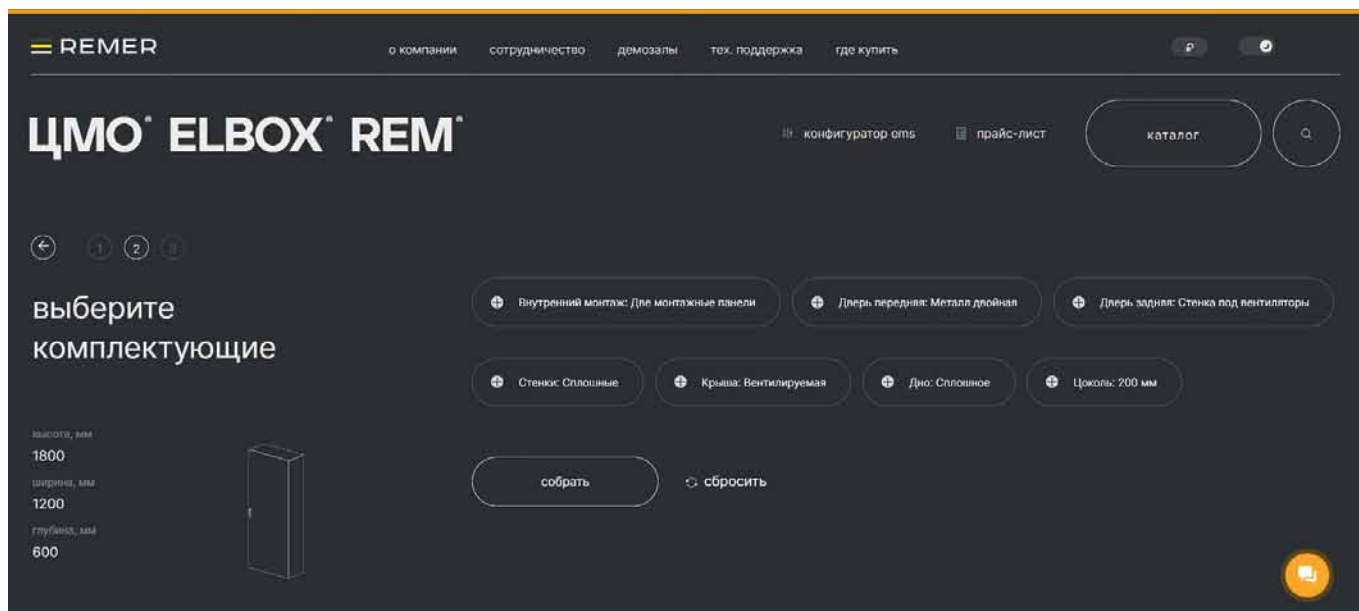 REMER
о компании сотрудничество демозалы тех. поддержка где купить ₽
ЦМО® ELBOX® REM®
конфигуратор ems прайс-лист каталог
1 2 3
выберите
комплектующие
Внутренний монтаж: Две монтажные панели Дверь передняя: Металл двойная Дверь задняя: Стенка под вентиляторы
Стенки: Сплошные Крыша: Вентилируемая Дно: Сплошное Цоколь: 200 мм
высота, мм
1800
ширина, мм
1200
глубина, мм
600
собрать сбросить